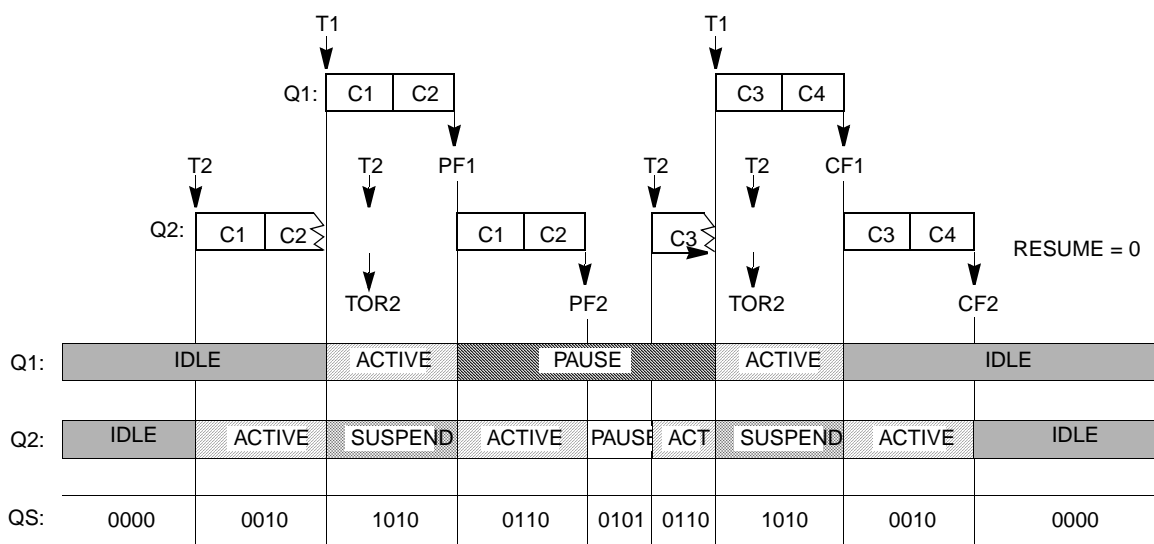 T1 T1
Q1: C1 C2 C3 C4
T2 T2 PF1 T2 T2 CF1
Q2: C1 C2 C1 C2 C3 C3 C4
RESUME = 0
TOR2 PF2 TOR2 CF2
Q1: IDLE ACTIVE PAUSE ACTIVE IDLE
Q2: IDLE ACTIVE SUSPEND ACTIVE PAUSE ACT SUSPEND ACTIVE IDLE
QS: 0000 0010 1010 0110 0101 0110 1010 0010 0000